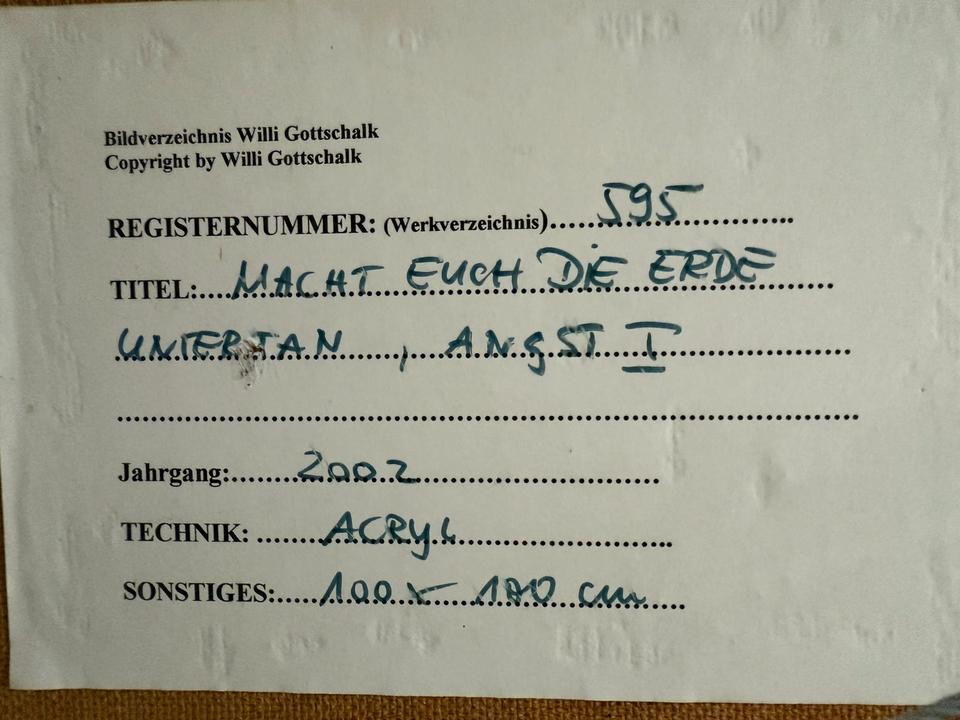 Bildverzeichnis Willi Gottschalk
Copyright by Willi Gottschalk
REGISTERNUMMER: (Werkverzeichnis).....595..............
TITEL:....MACHT EUCH DIE ERDE......
UNTERTAN......, ANGST I..................
Jahrgang:.......2002..........................
TECHNIK: .......ACRYL.......................
SONSTIGES:.....100 x cm....